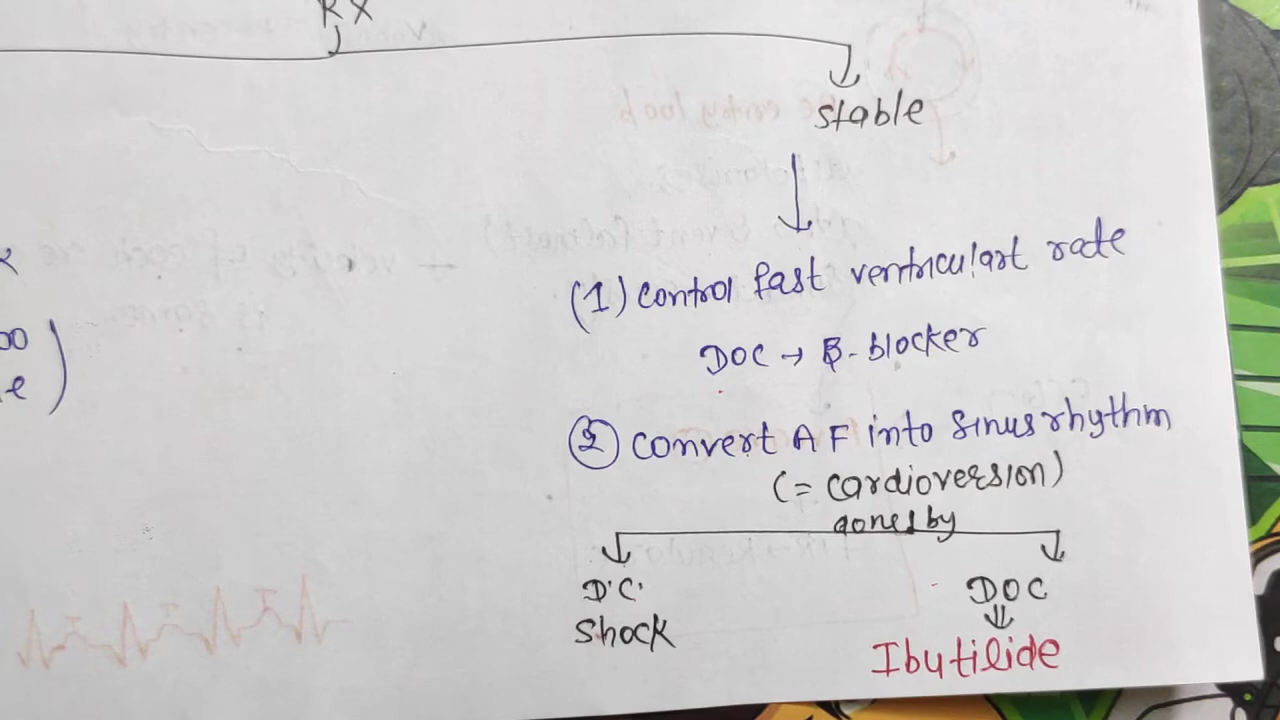 Rx
stable
(1) control fast ventricular rate
DOC → β-blocker
② convert AF into sinus rhythm
(= cardioversion)
done by
D.C.
shock
DOC
Ibutilide